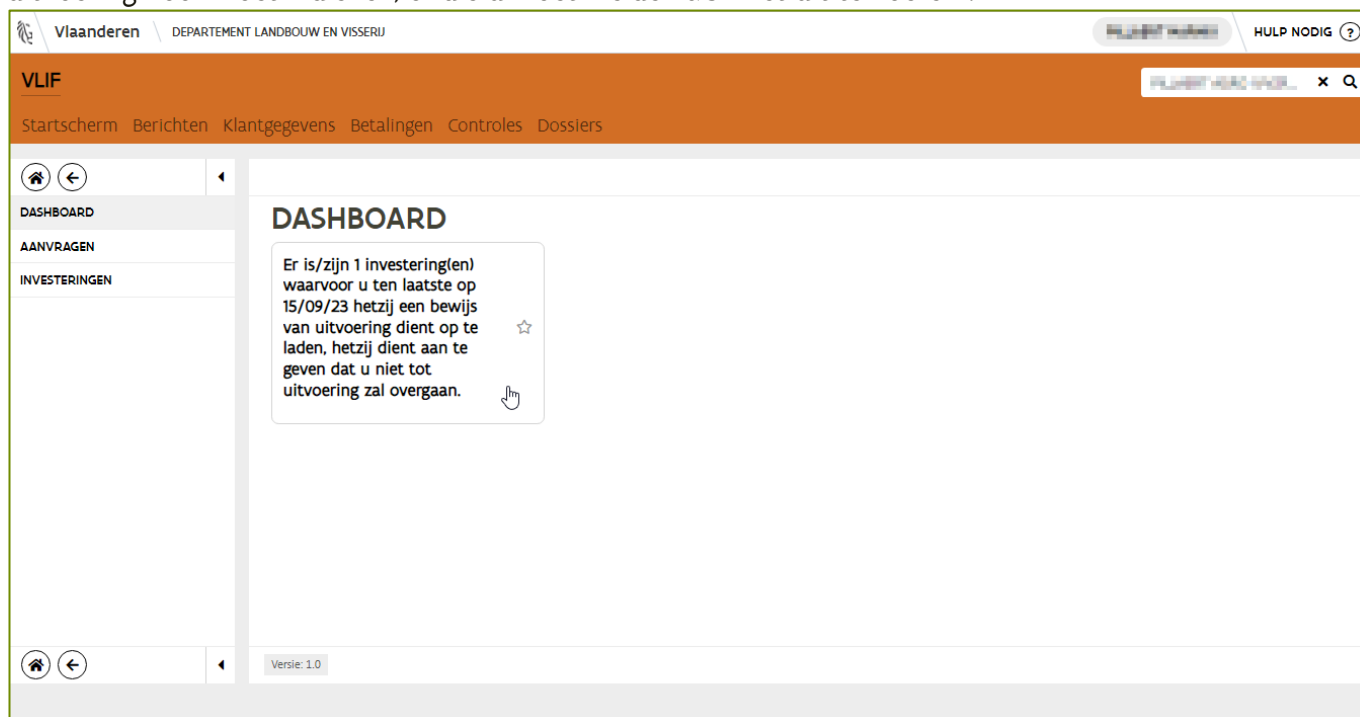 Vlaanderen
DEPARTEMENT LANDBOUW EN VISSERIJ
HULP NODIG ?
VLIF
Startscherm Berichten Klantgegevens Betalingen Controles Dossiers
DASHBOARD
AANVRAGEN
INVESTERINGEN
DASHBOARD
Er is/zijn 1 investering(en)
waarvoor u ten laatste op
15/09/23 hetzij een bewijs
van uitvoering dient op te
laden, hetzij dient aan te
geven dat u niet tot
uitvoering zal overgaan.
Versie: 1.0